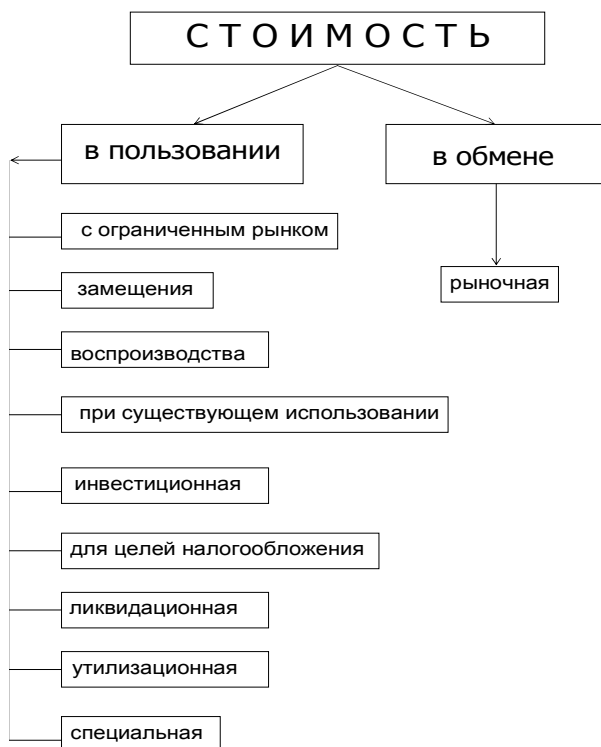 С Т О И М О С Т Ь
в пользовании
в обмене
с ограниченным рынком
замещения
рыночная
воспроизводства
при существующем использовании
инвестиционная
для целей налогообложения
ликвидационная
утилизационная
специальная